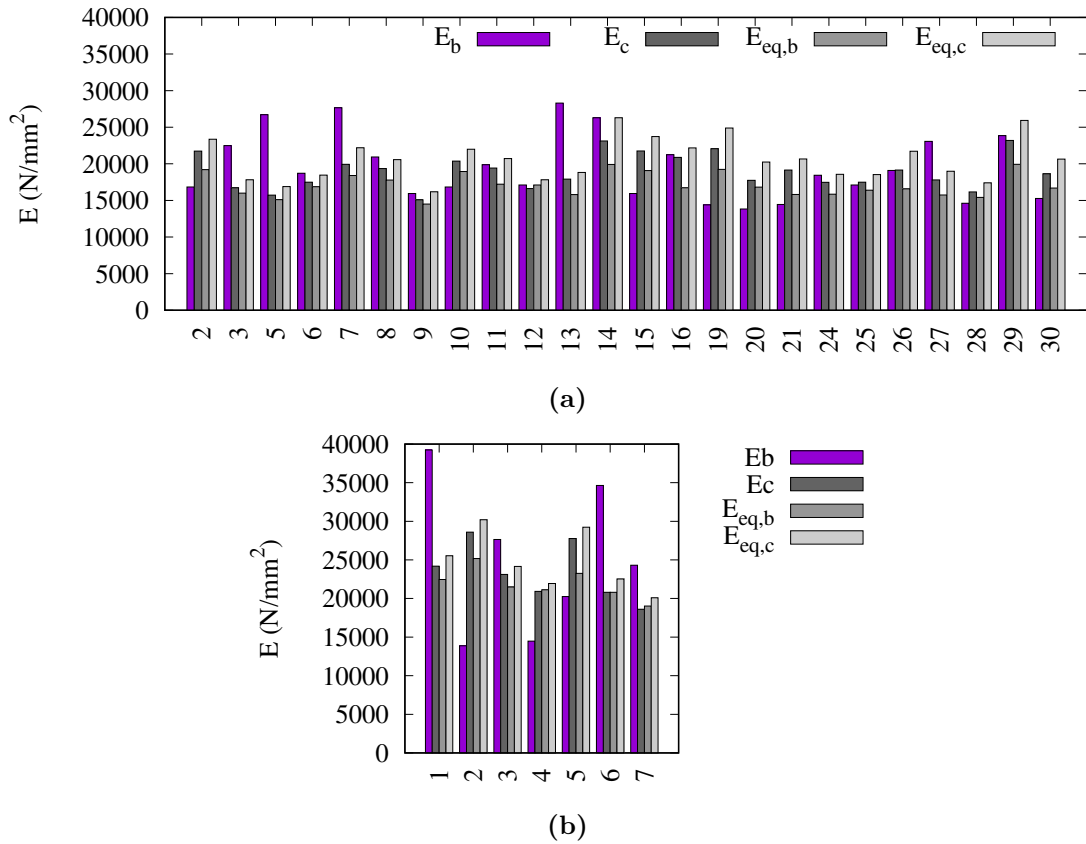 40000
35000
30000
25000
20000
15000
10000
5000
0
E (N/mm²)
E_b E_c E_eq,b E_eq,c
2 3 5 6 7 8 9 10 11 12 13 14 15 16 19 20 21 24 25 26 27 28 29 30
(a)
40000
35000
30000
25000
20000
15000
10000
5000
0
E (N/mm²)
Eb
Ec
E_eq,b
E_eq,c
1 2 3 4 5 6 7
(b)